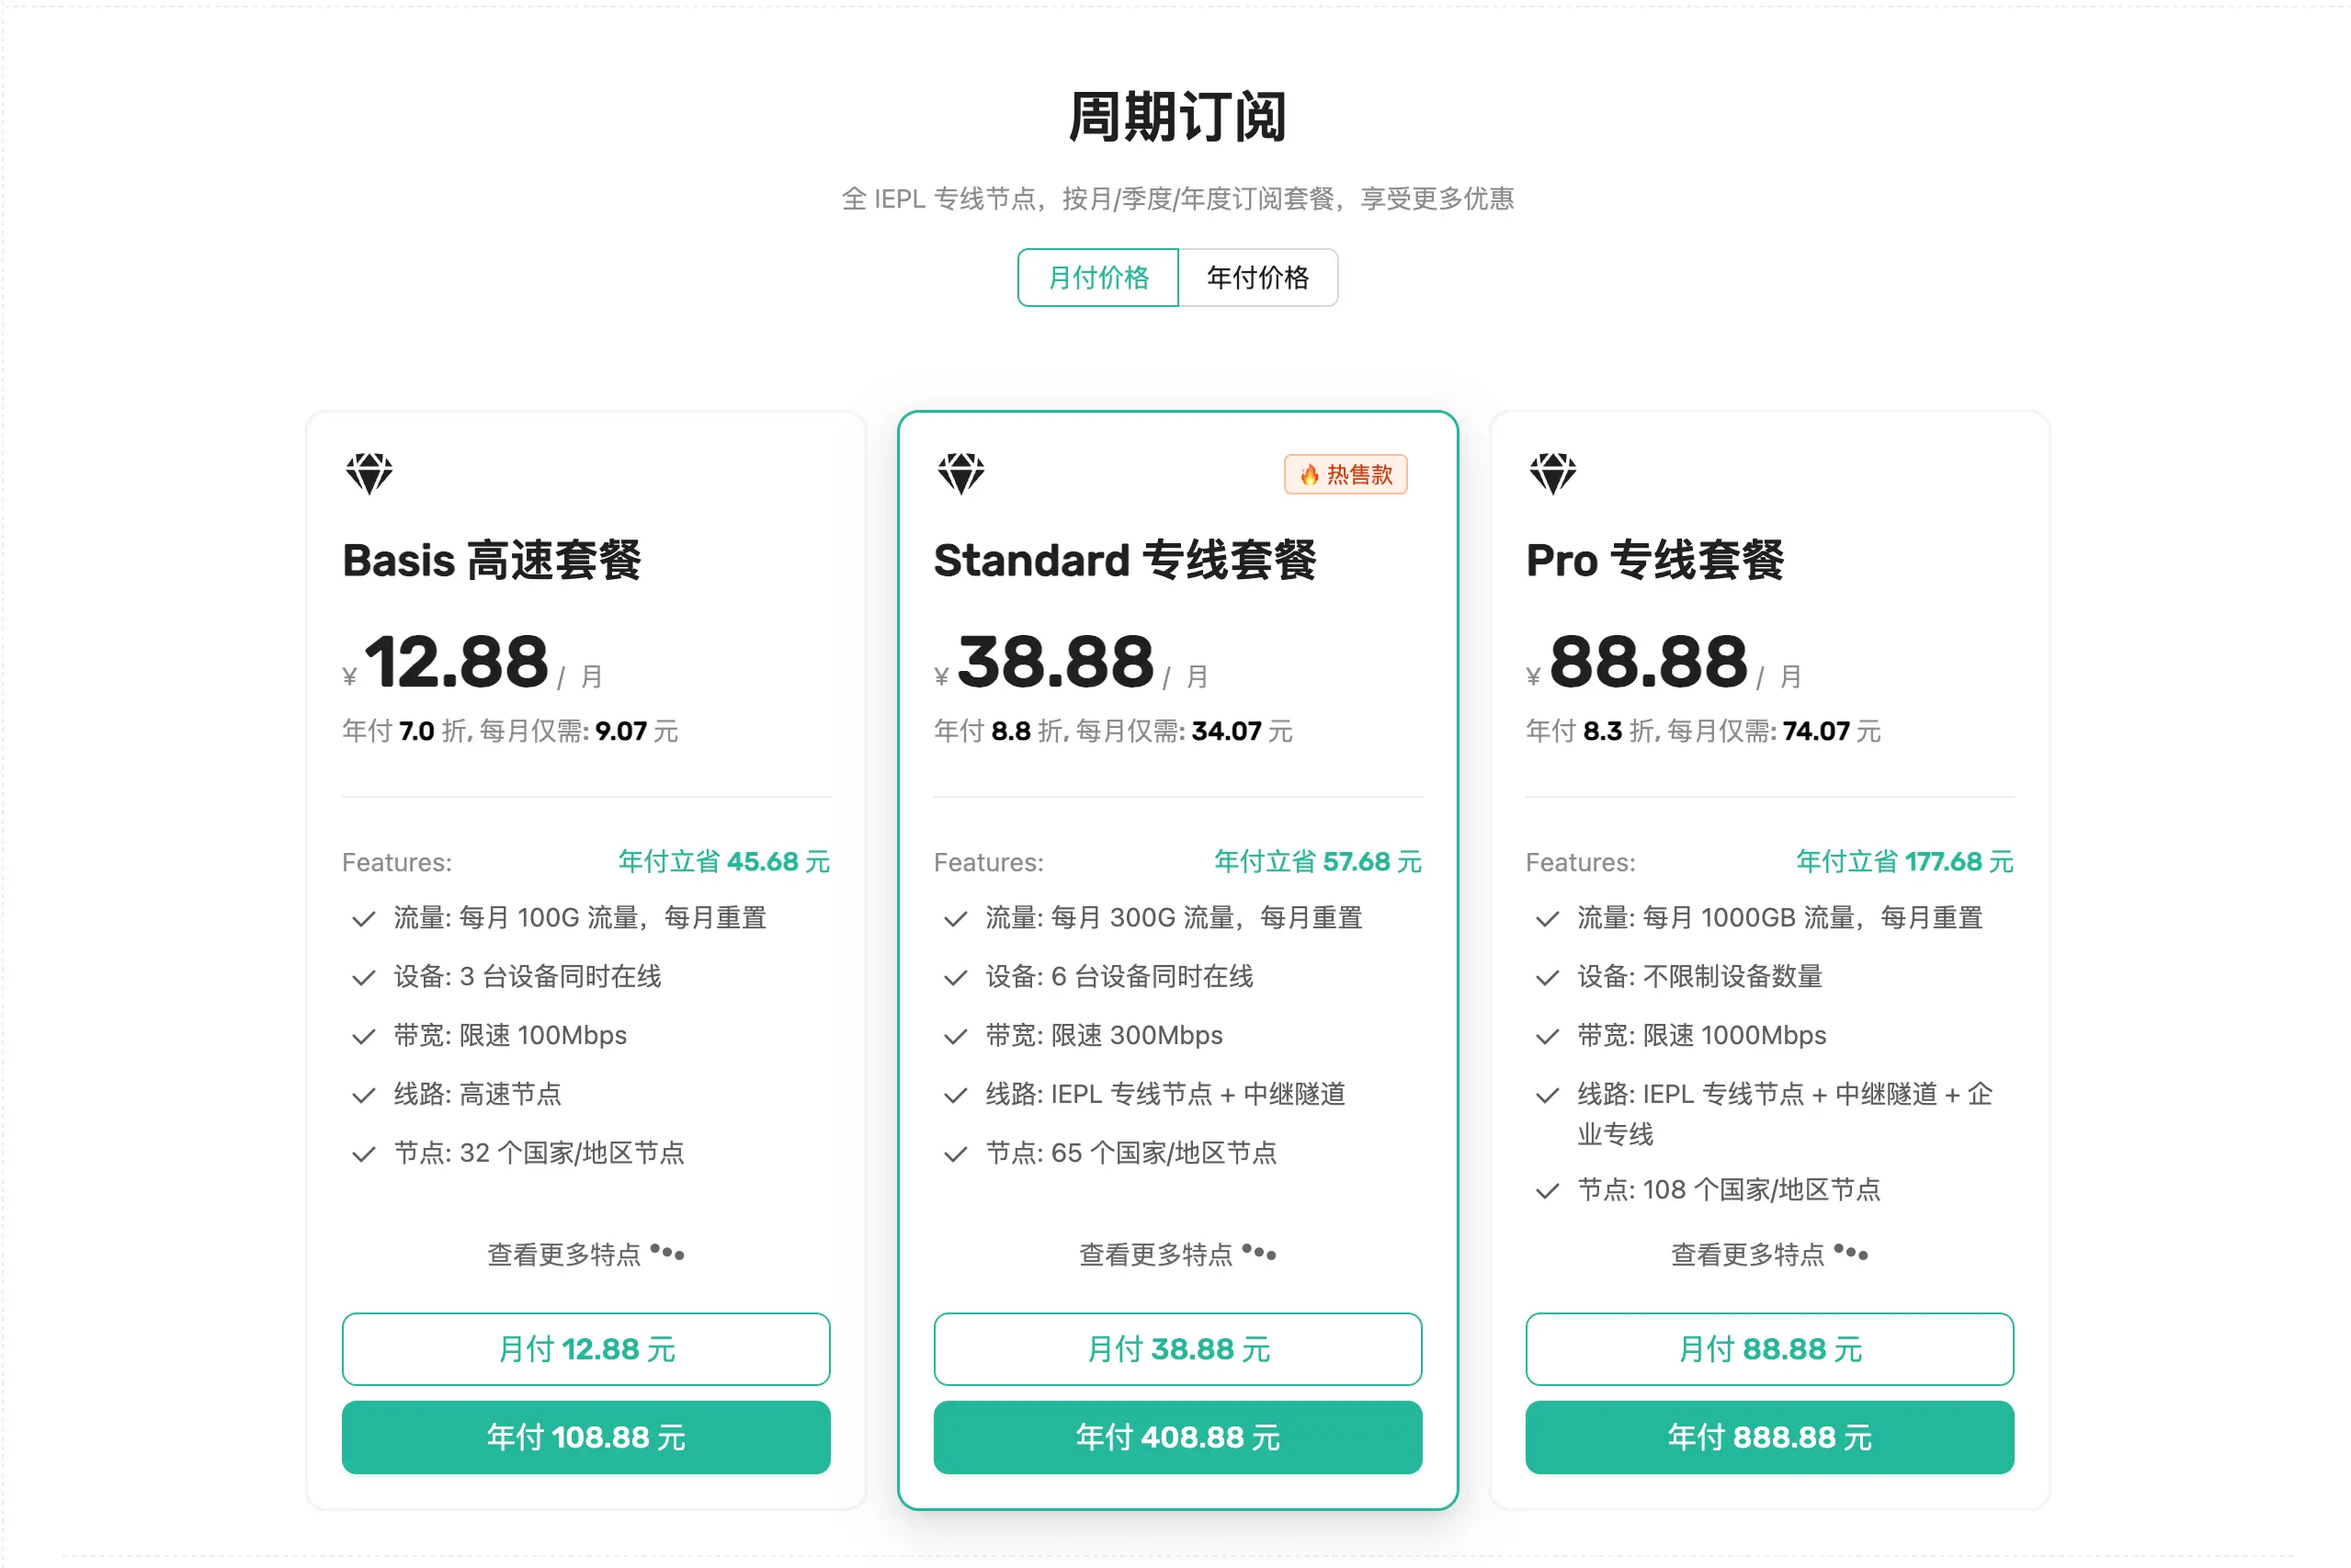 周期订阅
全 IEPL 专线节点，按月/季度/年度订阅套餐，享受更多优惠
月付价格
年付价格
Basis 高速套餐
¥ 12.88 / 月
年付 7.0 折, 每月仅需: 9.07 元
Features:
年付立省 45.68 元
流量: 每月 100G 流量，每月重置
设备: 3 台设备同时在线
带宽: 限速 100Mbps
线路: 高速节点
节点: 32 个国家/地区节点
查看更多特点
月付 12.88 元
年付 108.88 元
🔥 热售款
Standard 专线套餐
¥ 38.88 / 月
年付 8.8 折, 每月仅需: 34.07 元
Features:
年付立省 57.68 元
流量: 每月 300G 流量，每月重置
设备: 6 台设备同时在线
带宽: 限速 300Mbps
线路: IEPL 专线节点 + 中继隧道
节点: 65 个国家/地区节点
查看更多特点
月付 38.88 元
年付 408.88 元
Pro 专线套餐
¥ 88.88 / 月
年付 8.3 折, 每月仅需: 74.07 元
Features:
年付立省 177.68 元
流量: 每月 1000GB 流量，每月重置
设备: 不限制设备数量
带宽: 限速 1000Mbps
线路: IEPL 专线节点 + 中继隧道 + 企
业专线
节点: 108 个国家/地区节点
查看更多特点
月付 88.88 元
年付 888.88 元